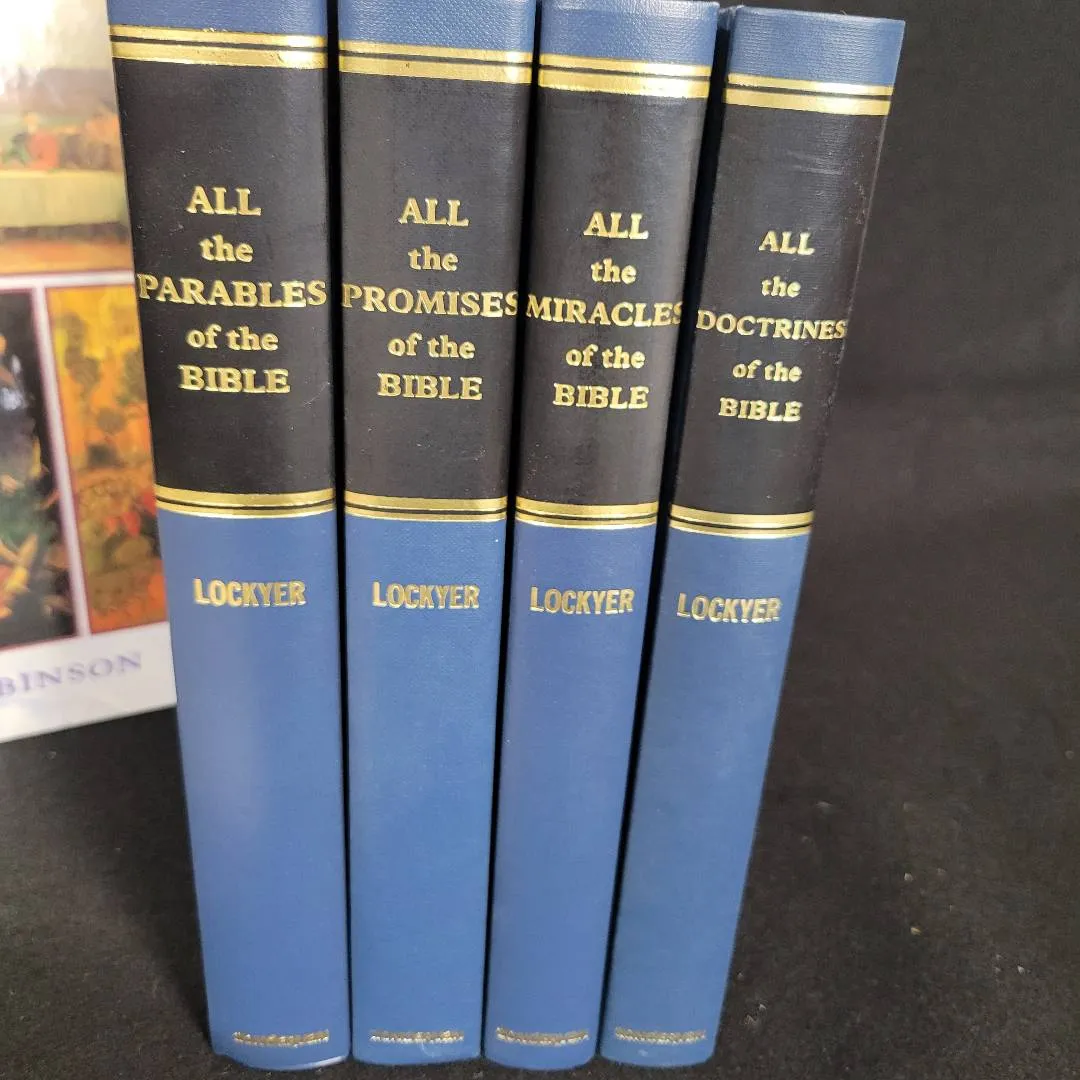 ALL
the
PARABLES
of the
BIBLE
LOCKYER
ALL
the
PROMISES
of the
BIBLE
LOCKYER
ALL
the
MIRACLES
of the
BIBLE
LOCKYER
ALL
the
DOCTRINES
of the
BIBLE
LOCKYER
BINSON